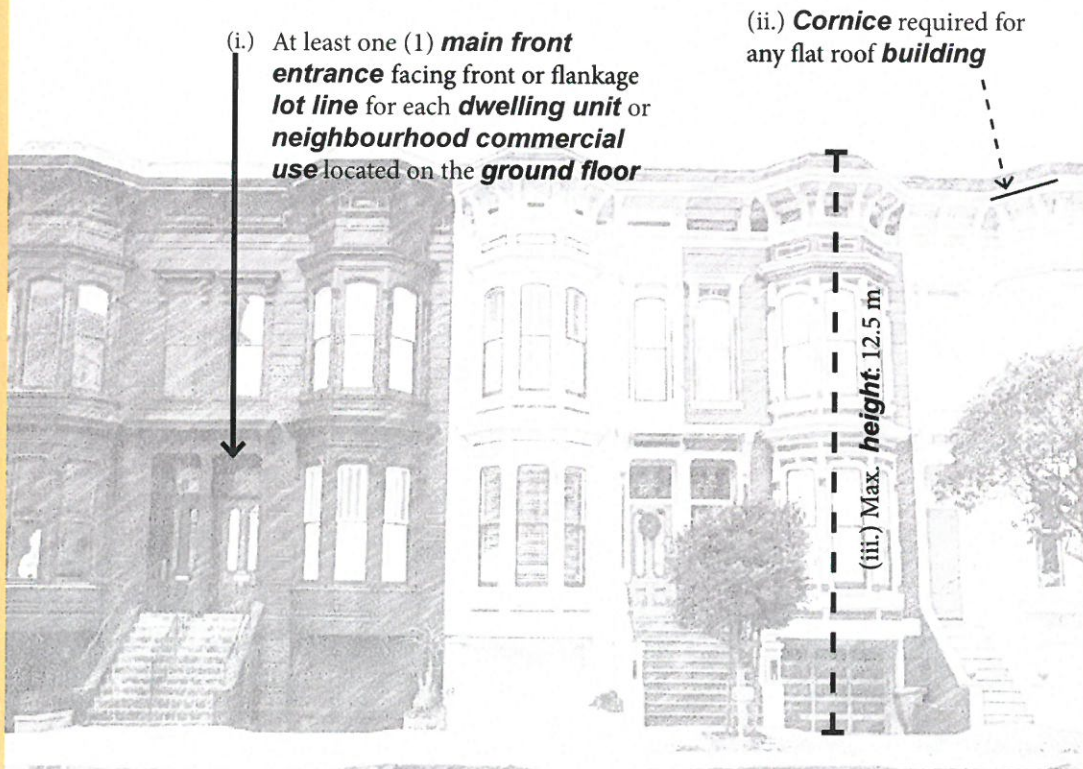 (i.) At least one (1) main front
entrance facing front or flankage
lot line for each dwelling unit or
neighbourhood commercial
use located on the ground floor
(ii.) Cornice required for
any flat roof building
(iii.) Max. height: 12.5 m